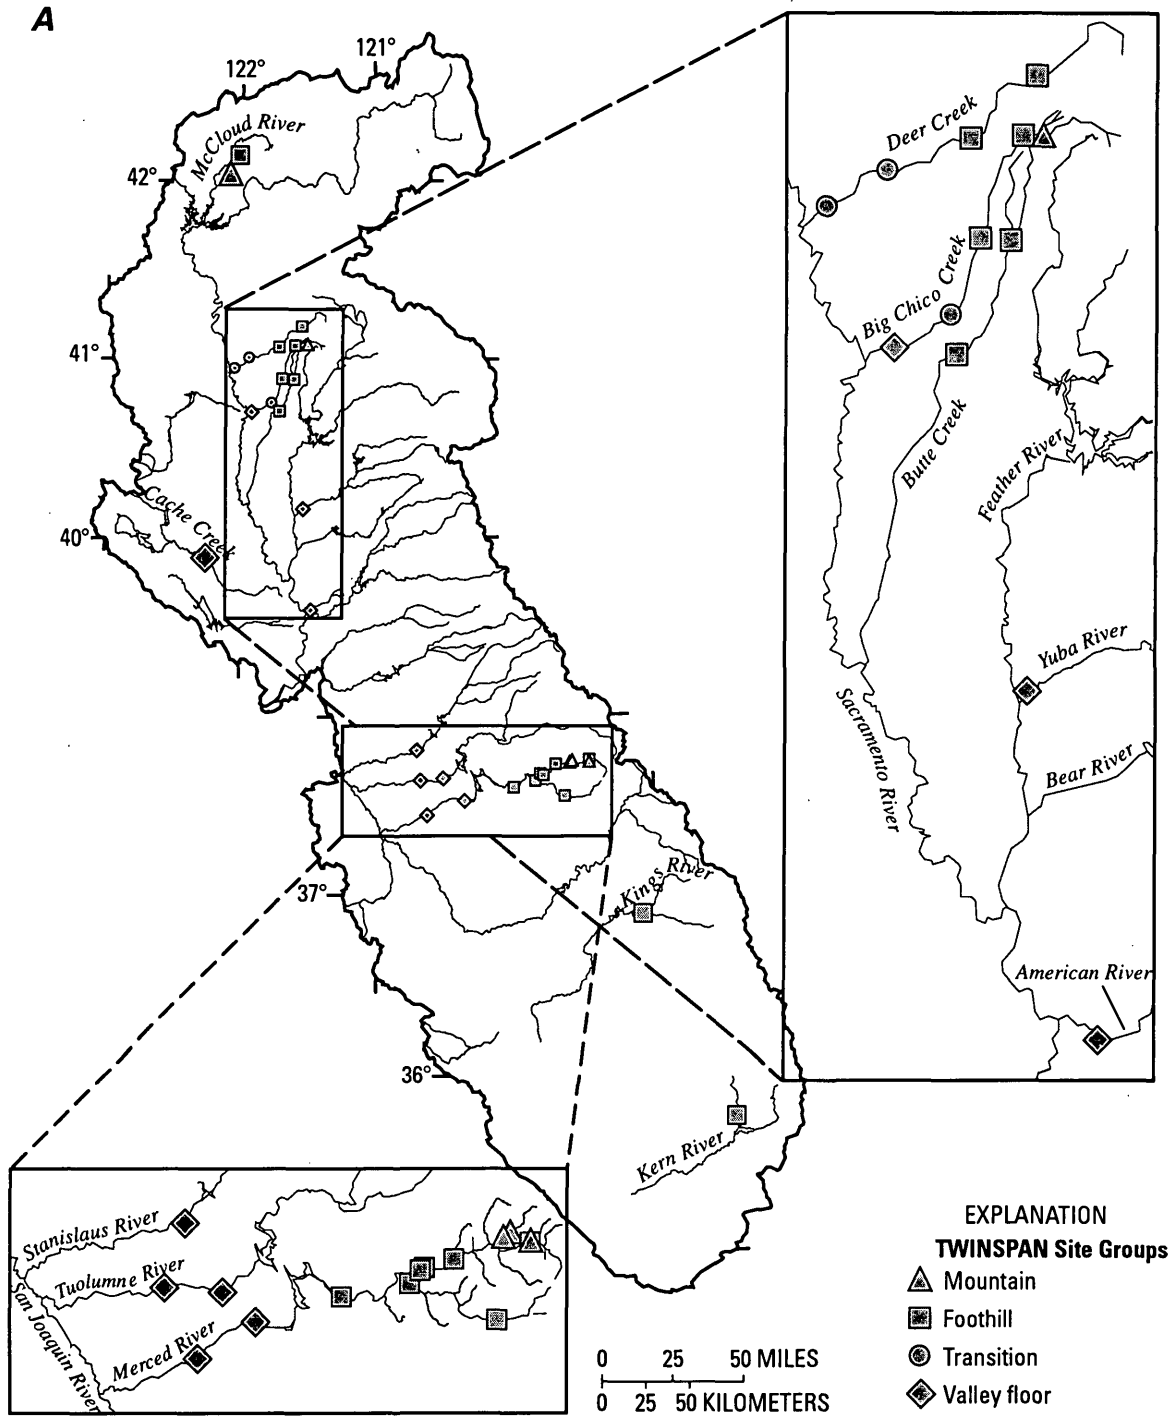 A
121°
122°
McCloud River
42°
41°
Cache Creek
40°
37°
Kings River
36°
Kern River
Deer Creek
Big Chico Creek
Butte Creek
Feather River
Yuba River
Sacramento River
Bear River
American River
Stanislaus River
Tuolumne River
San Joaquin River
Merced River
EXPLANATION
TWINSPAN Site Groups
Mountain
Foothill
Transition
Valley floor
0 25 50 MILES
0 25 50 KILOMETERS